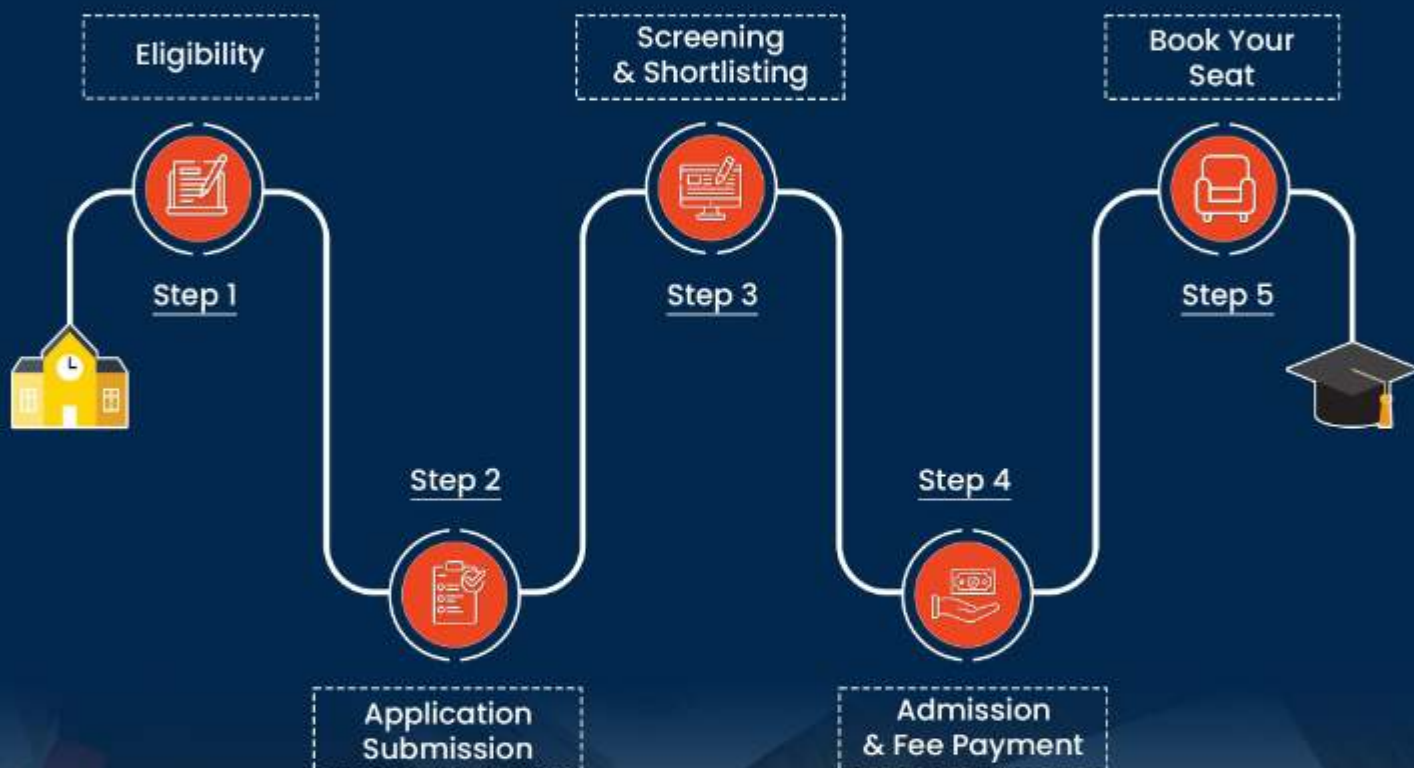 Eligibility
Step 1
Step 2
Application
Submission
Screening
& Shortlisting
Step 3
Step 4
Admission
& Fee Payment
Book Your
Seat
Step 5